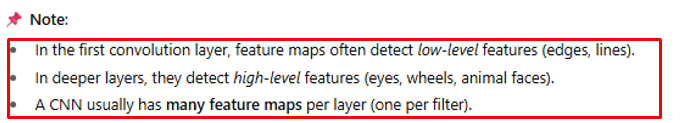 📌 Note:
• In the first convolution layer, feature maps often detect low-level features (edges, lines).
• In deeper layers, they detect high-level features (eyes, wheels, animal faces).
• A CNN usually has many feature maps per layer (one per filter).